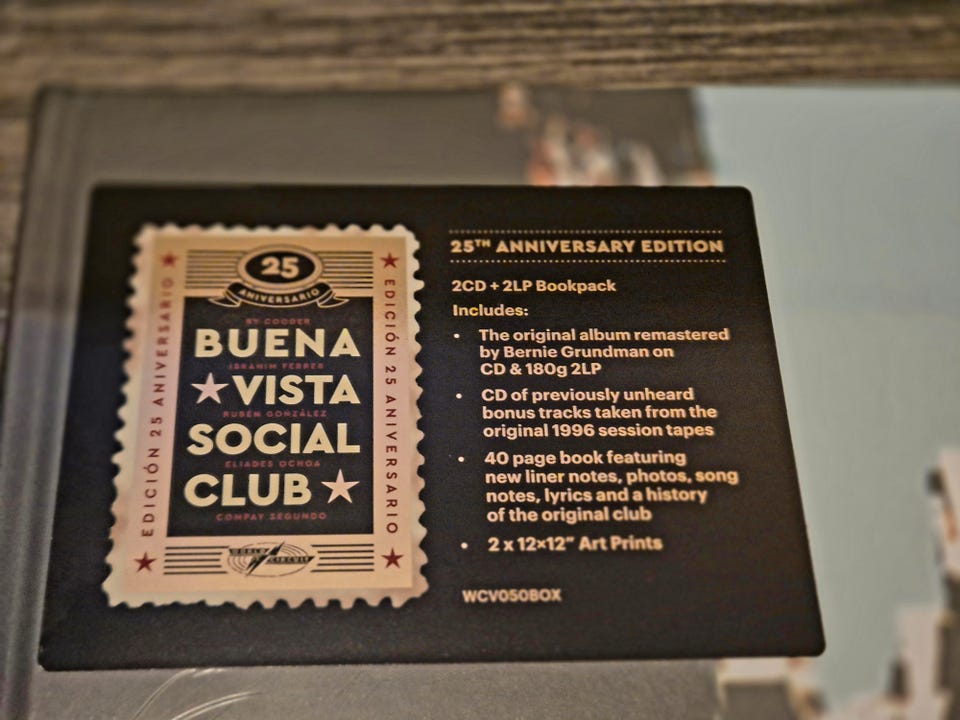 25
ANIVERSARIO
EDICIÓN 25 ANIVERSARIO
RY COODER
BUENA
IBRAHIM FERRER
VISTA
RUBÉN GONZÁLEZ
SOCIAL
ELIADES OCHOA
CLUB
COMPAY SEGUNDO
EDICIÓN 25 ANIVERSARIO
WORLD
CIRCUIT
25TH ANNIVERSARY EDITION
2CD + 2LP Bookpack
Includes:
• The original album remastered
by Bernie Grundman on
CD & 180g 2LP
• CD of previously unheard
bonus tracks taken from the
original 1996 session tapes
• 40 page book featuring
new liner notes, photos, song
notes, lyrics and a history
of the original club
• 2 x 12×12" Art Prints
WCV050BOX